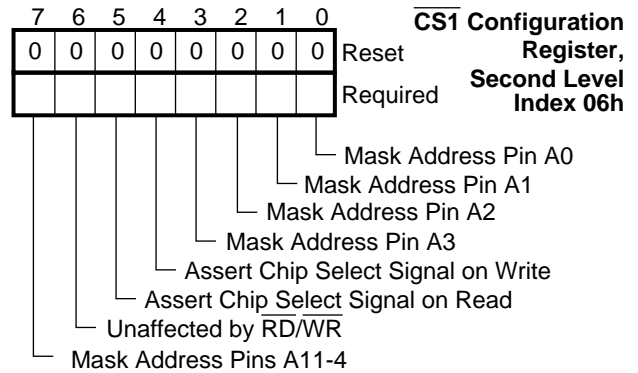 7 6 5 4 3 2 1 0
C̅S̅1̅ Configuration Register,
Second Level Index 06h
0 0 0 0 0 0 0 0 Reset
Required
Mask Address Pin A0
Mask Address Pin A1
Mask Address Pin A2
Mask Address Pin A3
Assert Chip Select Signal on Write
Assert Chip Select Signal on Read
Unaffected by R̅D̅/W̅R̅
Mask Address Pins A11-4